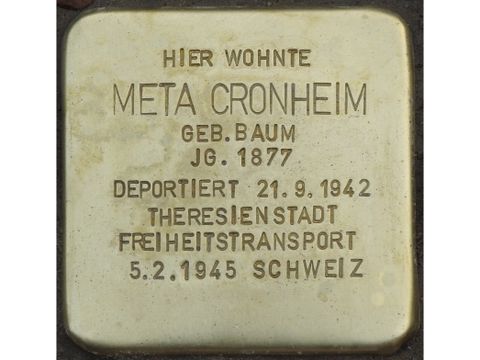 HIER WOHNTE
META CRONHEIM
GEB. BAUM
JG. 1877
DEPORTIERT 21.9.1942
THERESIENSTADT
FREIHEITSTRANSPORT
5.2.1945 SCHWEIZ